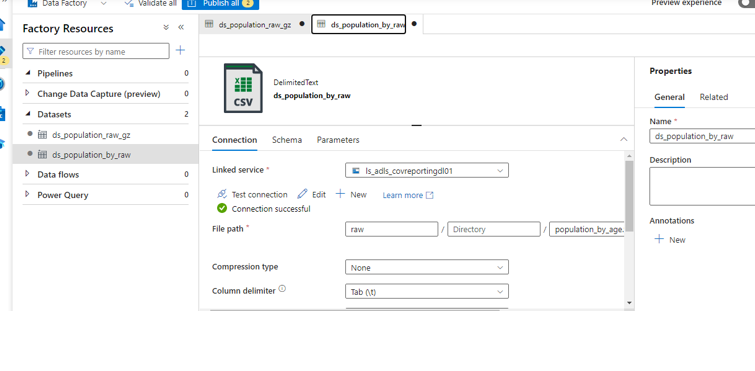 Data Factory
Validate all
Publish all 2
Preview experience
Factory Resources
Filter resources by name
Pipelines 0
Change Data Capture (preview) 0
Datasets 2
ds_population_raw_gz
ds_population_by_raw
Data flows 0
Power Query 0
2
ds_population_raw_gz
ds_population_by_raw
CSV
DelimitedText
ds_population_by_raw
Connection Schema Parameters
Linked service *
ls_adls_covreportingdl01
Test connection Edit New Learn more
Connection successful
File path *
raw / Directory / population_by_age.
Compression type
None
Column delimiter
Tab (\t)
Properties
General Related
Name *
ds_population_by_raw
Description
Annotations
New